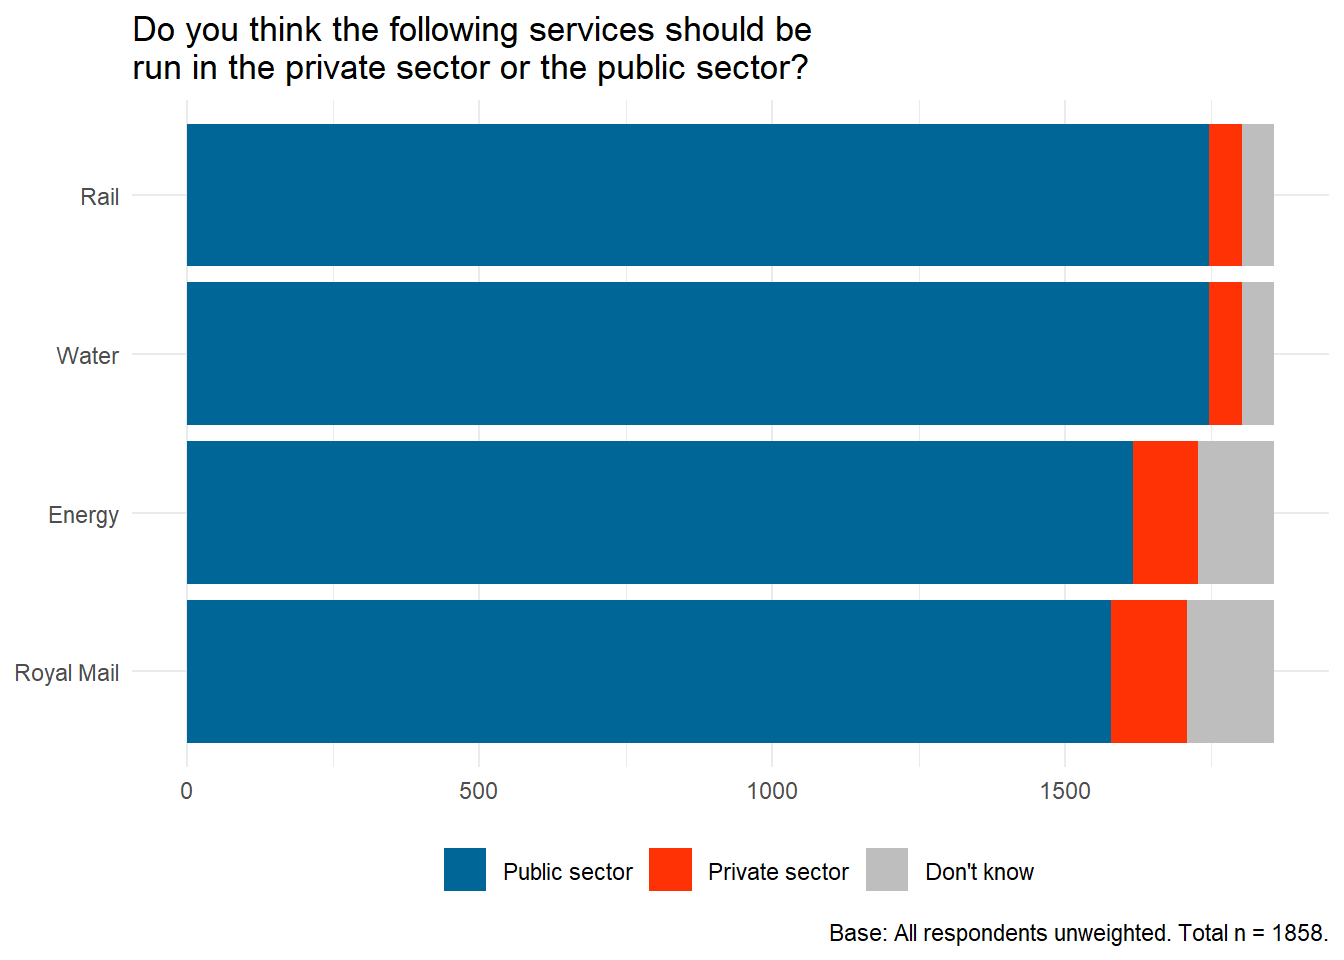 Do you think the following services should be
run in the private sector or the public sector?
Rail
Water
Energy
Royal Mail
0 500 1000 1500
Public sector Private sector Don't know
Base: All respondents unweighted. Total n = 1858.